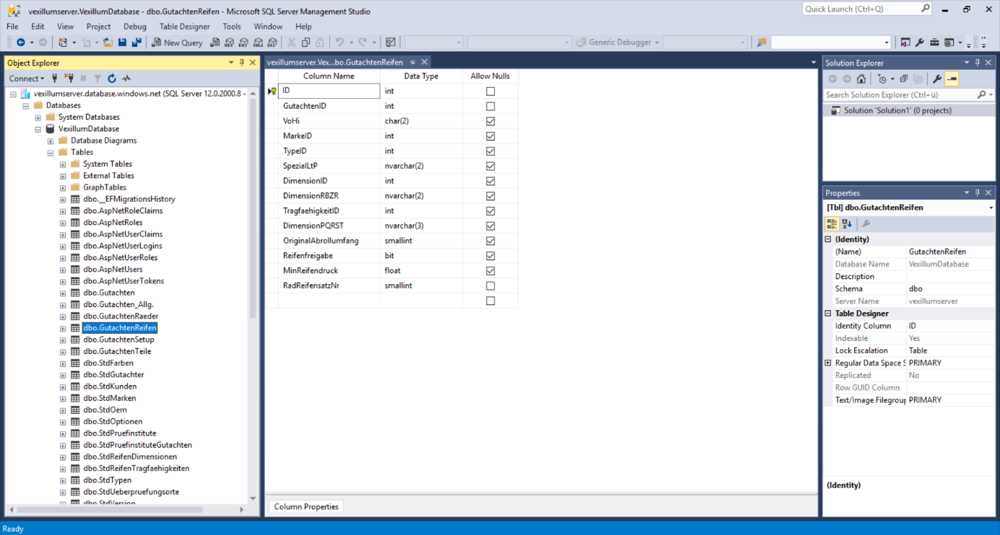 vexillumserver.VexillumDatabase - dbo.GutachtenReifen - Microsoft SQL Server Management Studio
Quick Launch (Ctrl+Q)
File Edit View Project Debug Table Designer Tools Window Help
New Query MDX DMX XMLA DAX Generic Debugger
Object Explorer
Connect
vexillumserver.database.windows.net (SQL Server 12.0.2000.8 -
Databases
System Databases
VexillumDatabase
Database Diagrams
Tables
System Tables
External Tables
GraphTables
dbo.__EFMigrationsHistory
dbo.AspNetRoleClaims
dbo.AspNetRoles
dbo.AspNetUserClaims
dbo.AspNetUserLogins
dbo.AspNetUserRoles
dbo.AspNetUsers
dbo.AspNetUserTokens
dbo.Gutachten
dbo.Gutachten_Allg.
dbo.GutachtenRaeder
dbo.GutachtenReifen
dbo.GutachtenSetup
dbo.GutachtenTeile
dbo.StdFarben
dbo.StdGutachter
dbo.StdKunden
dbo.StdMarken
dbo.StdOem
dbo.StdOptionen
dbo.StdPruefinstitute
dbo.StdPruefinstituteGutachten
dbo.StdReifenDimensionen
dbo.StdReifenTragfaehigkeiten
dbo.StdTypen
dbo.StdUeberpruefungsorte
dbo.StdVersion
vexillumserver.Vex...bo.GutachtenReifen
Column Name Data Type Allow Nulls
ID int
GutachtenID int
VoHi char(2)
MarkeID int
TypeID int
SpezialLtP nvarchar(2)
DimensionID int
DimensionRBZR nvarchar(2)
TragfaehigkeitID int
DimensionPQRST nvarchar(3)
OriginalAbrollumfang smallint
Reifenfreigabe bit
MinReifendruck float
RadReifensatzNr smallint
Column Properties
Solution Explorer
Search Solution Explorer (Ctrl+ü)
Solution 'Solution1' (0 projects)
Properties
[Tbl] dbo.GutachtenReifen
(Identity)
(Name) GutachtenReifen
Database Name VexillumDatabase
Description
Schema dbo
Server Name vexillumserver
Table Designer
Identity Column ID
Indexable Yes
Lock Escalation Table
Regular Data Space S PRIMARY
Replicated No
Row GUID Column
Text/Image Filegroup PRIMARY
(Identity)
Ready